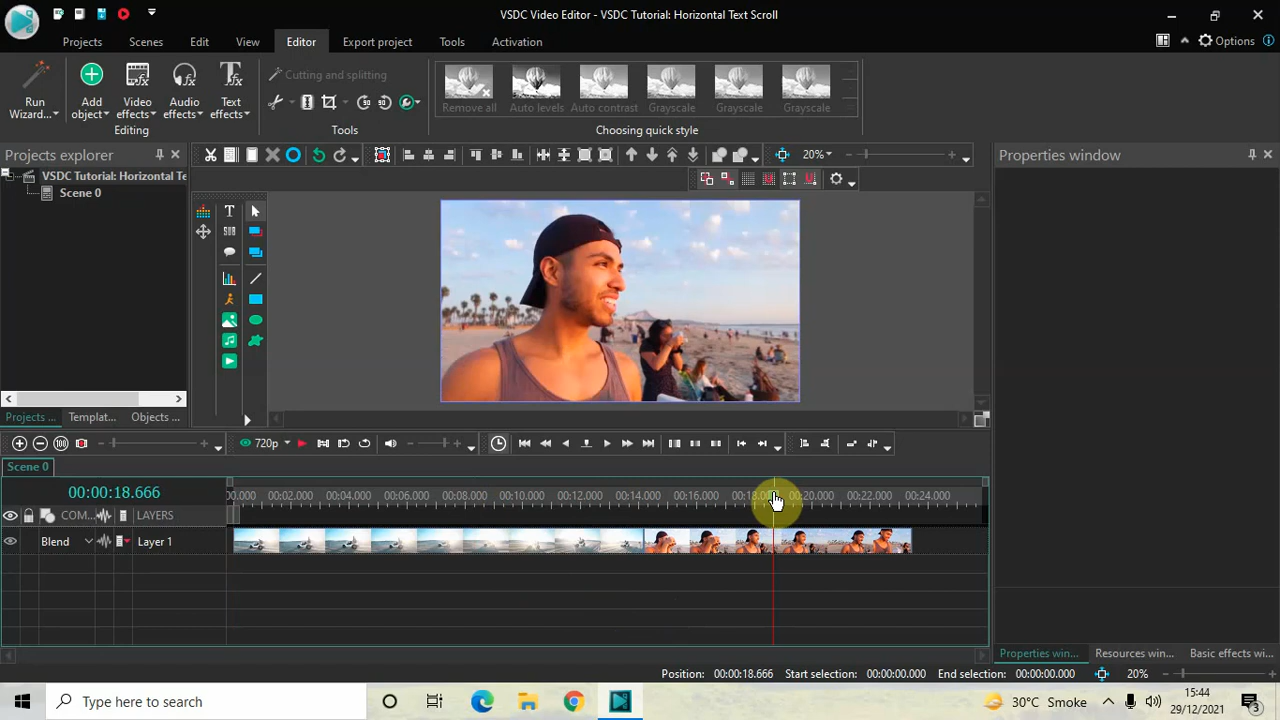 VSDC Video Editor - VSDC Tutorial: Horizontal Text Scroll
Projects Scenes Edit View Editor Export project Tools Activation
Options
Run Wizard...
Add object
Video effects
Audio effects
Text effects
Editing
Cutting and splitting
Tools
Remove all Auto levels Auto contrast Grayscale Grayscale Grayscale
Choosing quick style
Projects explorer
20%
Properties window
VSDC Tutorial: Horizontal Te
Scene 0
Projects ... Templat... Objects ...
720p
Scene 0
00:00:18.666
0.000 00:02.000 00:04.000 00:06.000 00:08.000 00:10.000 00:12.000 00:14.000 00:16.000 00:18.000 00:20.000 00:22.000 00:24.000
COM... LAYERS
Blend Layer 1
Properties win... Resources win... Basic effects wi...
Position: 00:00:18.666 Start selection: 00:00:00.000 End selection: 00:00:00.000 20%
Type here to search
30°C Smoke
15:44
29/12/2021
3